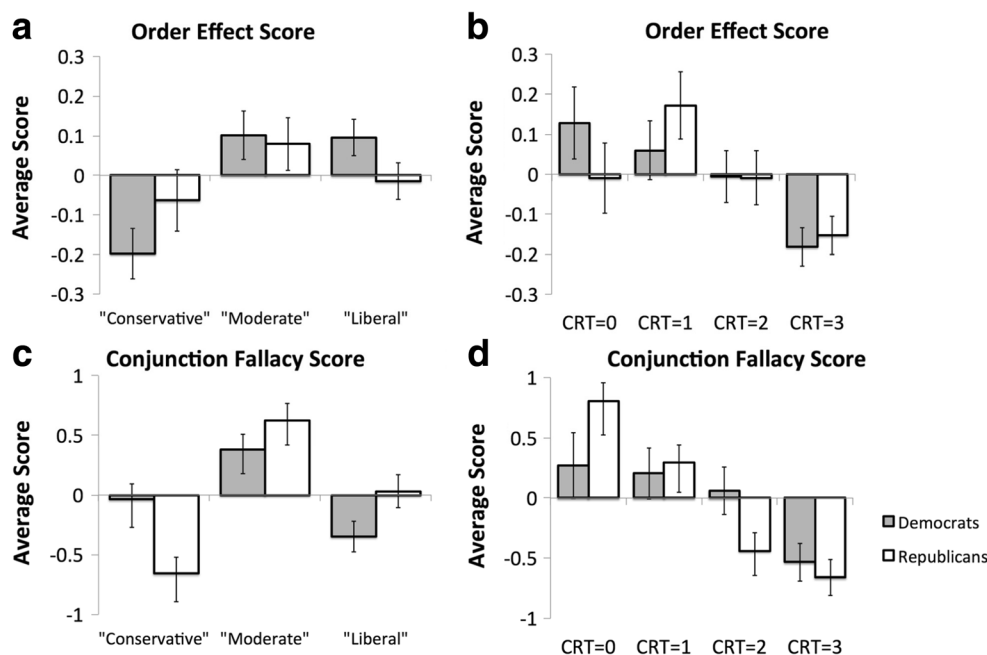 a
Order Effect Score
0.3
0.2
0.1
0
-0.1
-0.2
-0.3
Average Score
"Conservative" "Moderate" "Liberal"
b
Order Effect Score
0.3
0.2
0.1
0
-0.1
-0.2
-0.3
Average Score
CRT=0 CRT=1 CRT=2 CRT=3
c
Conjunction Fallacy Score
1
0.5
0
-0.5
-1
Average Score
"Conservative" "Moderate" "Liberal"
d
Conjunction Fallacy Score
1
0.5
0
-0.5
-1
Average Score
CRT=0 CRT=1 CRT=2 CRT=3
Democrats
Republicans